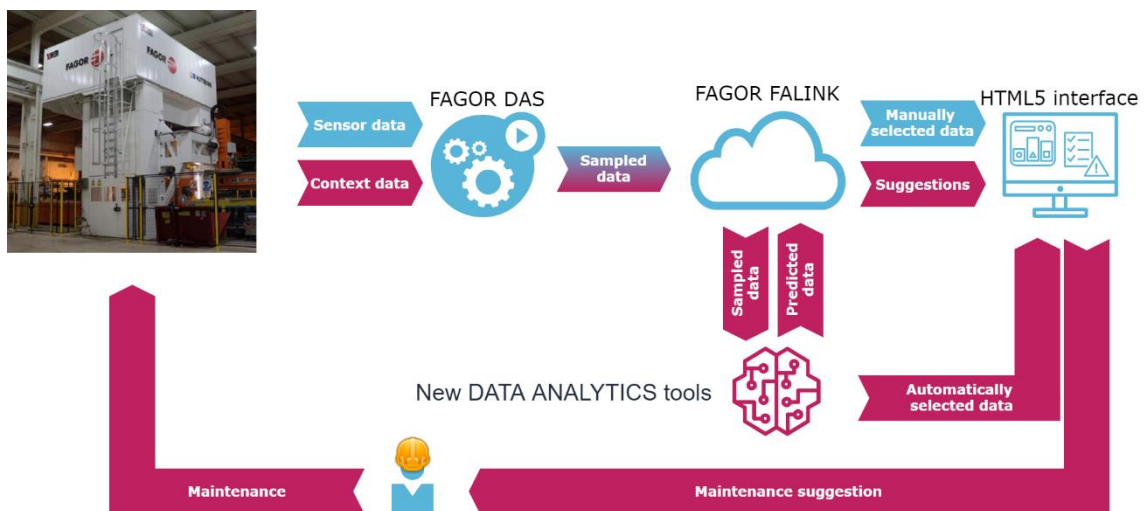 FAGOR
FAGOR
FAGOR DAS
FAGOR FALINK
HTML5 interface
Sensor data
Context data
Sampled
data
Manually
selected data
Suggestions
Sampled
data
Predicted
data
New DATA ANALYTICS tools
Automatically
selected data
Maintenance
Maintenance suggestion